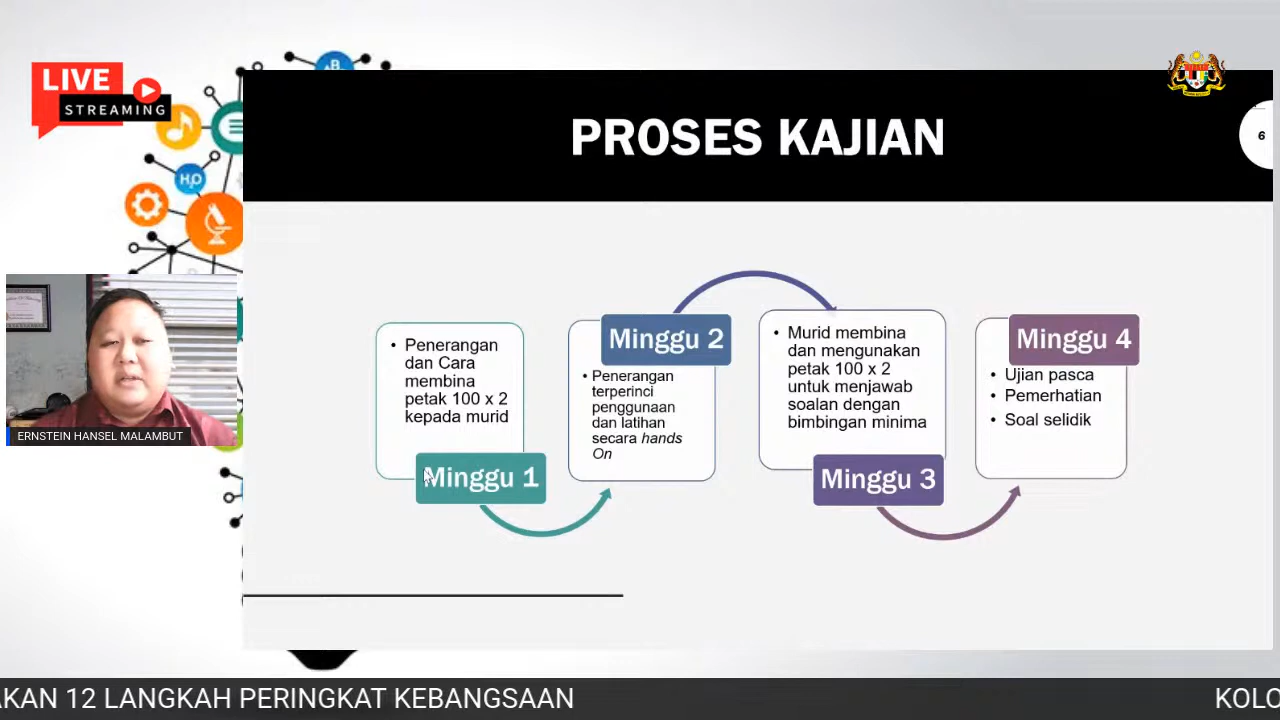 LIVE
STREAMING
B
H₂O
PROSES KAJIAN
6
• Penerangan
dan Cara
membina
petak 100 x 2
kepada murid
Minggu 1
Minggu 2
• Penerangan
terperinci
penggunaan
dan latihan
secara hands
On
• Murid membina
dan mengunakan
petak 100 x 2
untuk menjawab
soalan dengan
bimbingan minima
Minggu 3
Minggu 4
• Ujian pasca
• Pemerhatian
• Soal selidik
ERNSTEIN HANSEL MALAMBUT
AKAN 12 LANGKAH PERINGKAT KEBANGSAAN
KOLO